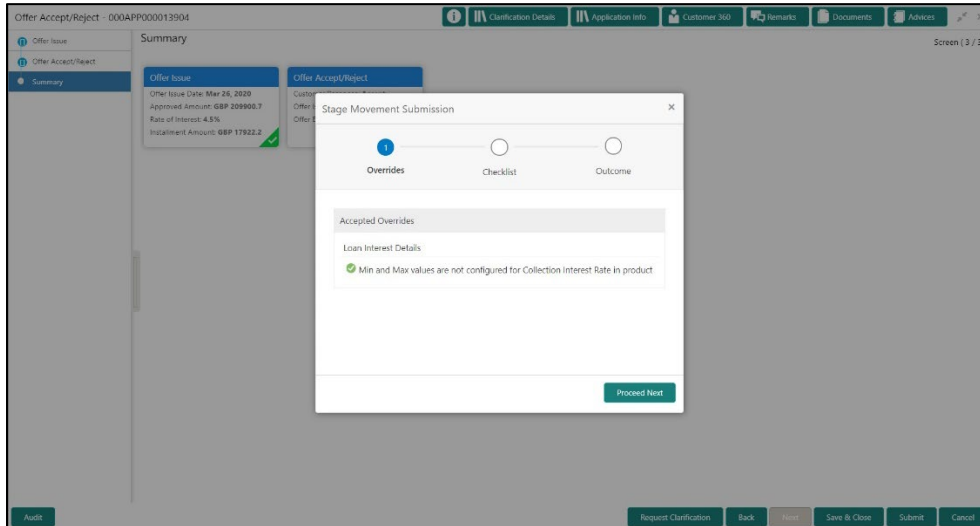 Offer Accept/Reject - 000APP000013904
Clarification Details
Application Info
Customer 360
Remarks
Documents
Advices
Offer Issue
Offer Accept/Reject
Summary
Summary
Screen ( 3 / 3
Offer Issue
Offer Issue Date: Mar 26, 2020
Approved Amount: GBP 209900.7
Rate of Interest: 4.5%
Installment Amount: GBP 17922.2
Offer Accept/Reject
Offer
Offer
Stage Movement Submission
1
Overrides
Checklist
Outcome
Accepted Overrides
Loan Interest Details
Min and Max values are not configured for Collection Interest Rate in product
Proceed Next
Audit
Request Clarification
Back
Next
Save & Close
Submit
Cancel